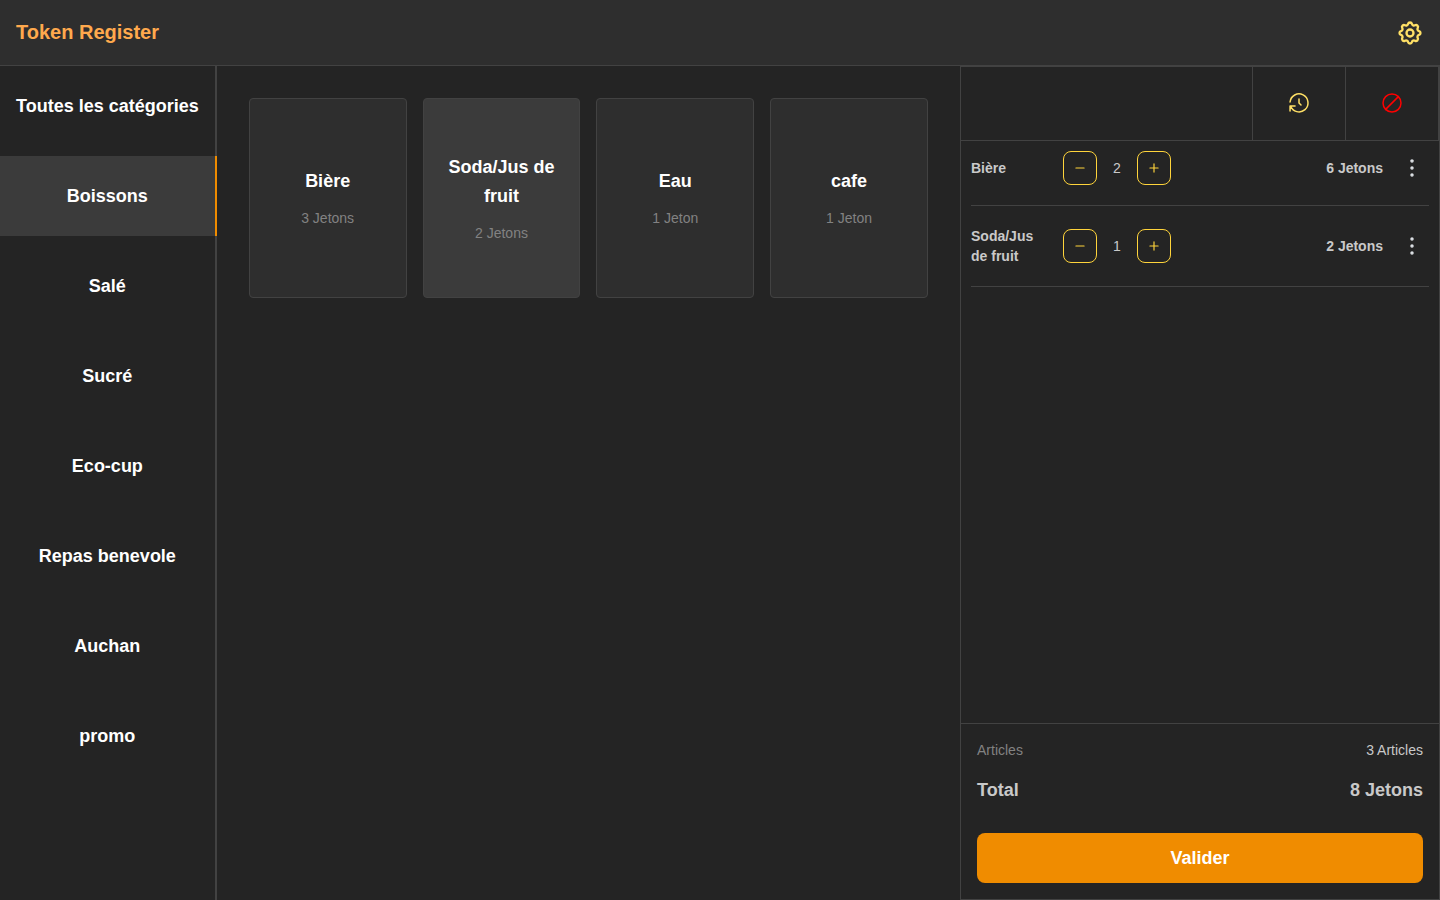 Token Register
Toutes les catégories
Boissons
Salé
Sucré
Eco-cup
Repas benevole
Auchan
promo
Bière
3 Jetons
Soda/Jus de
fruit
2 Jetons
Eau
1 Jeton
cafe
1 Jeton
Bière 2 6 Jetons
Soda/Jus
de fruit 1 2 Jetons
Articles 3 Articles
Total 8 Jetons
Valider